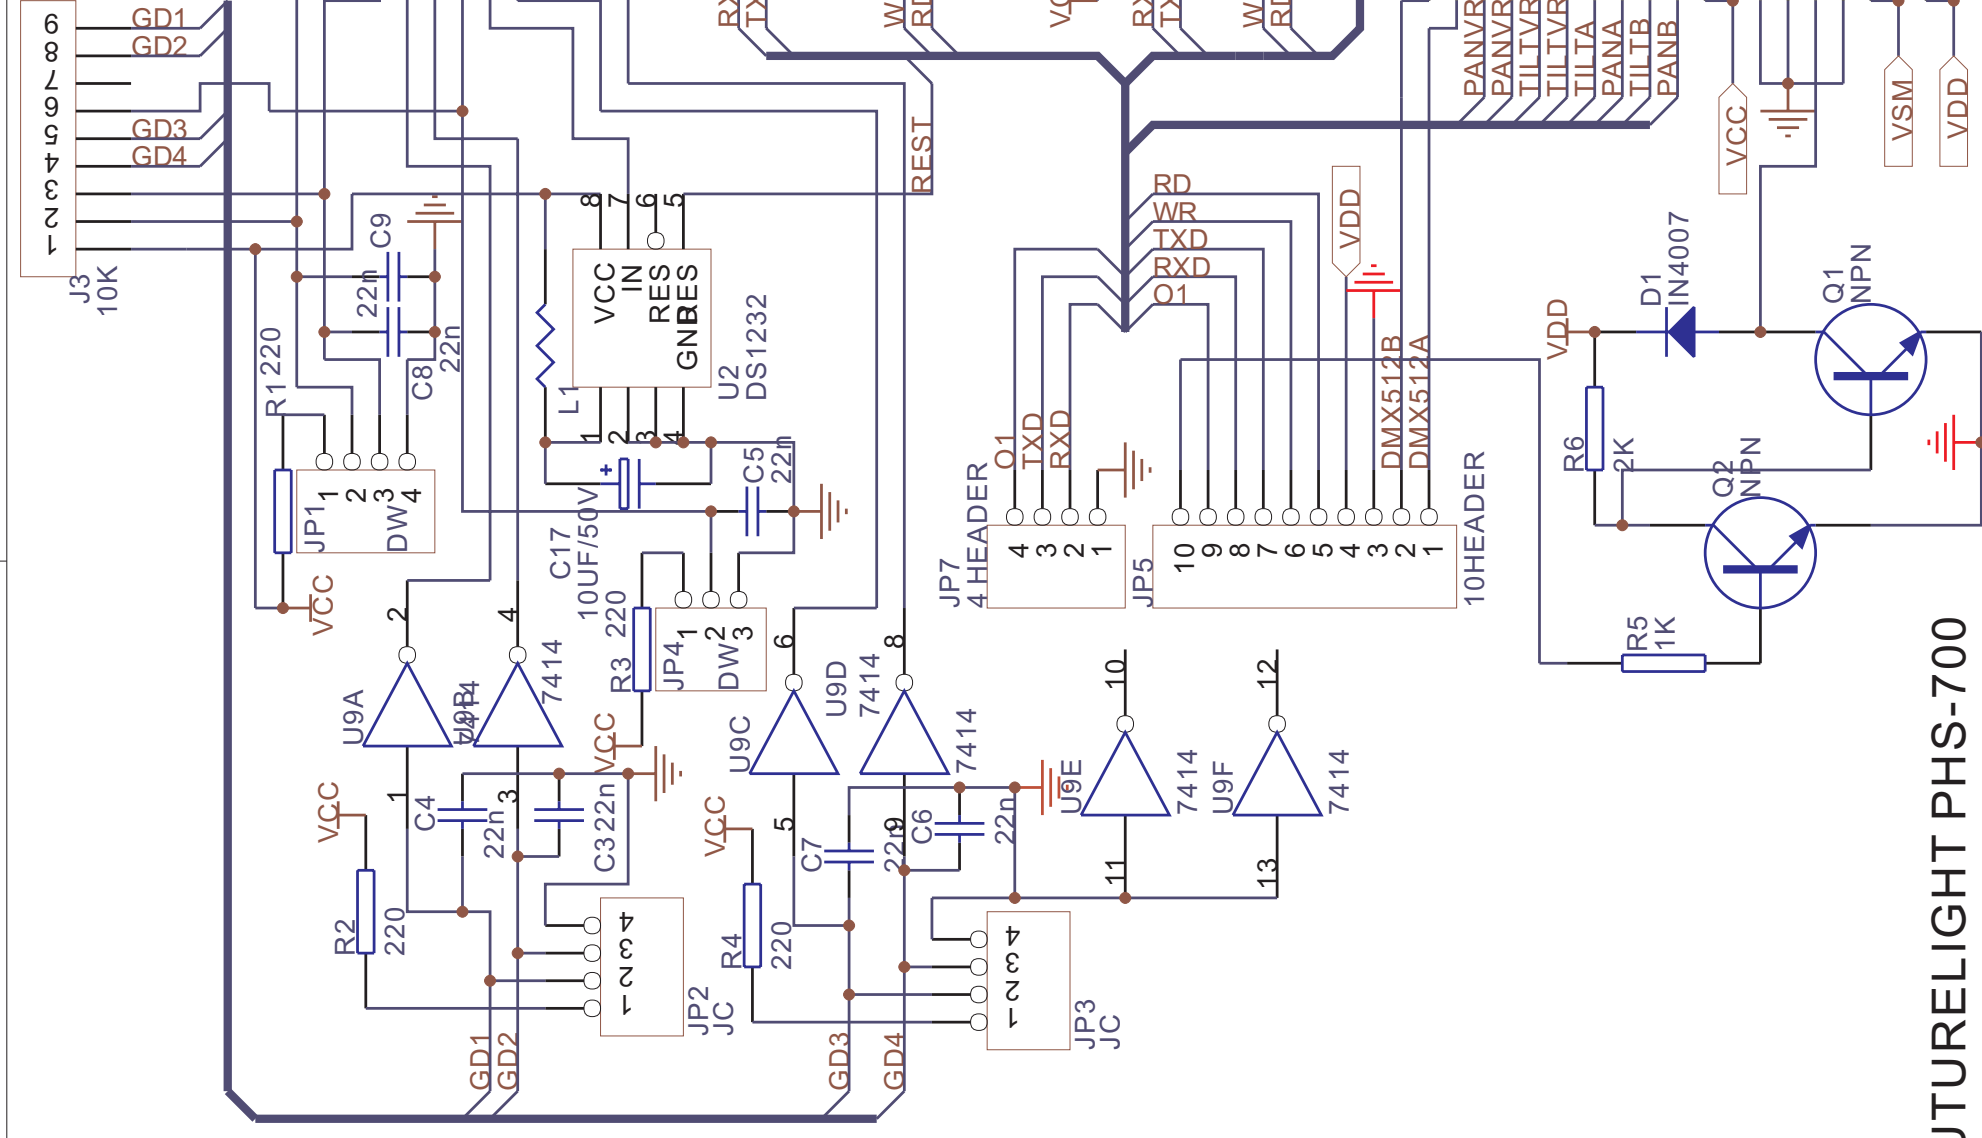 9
8
7
6
5
4
3
2
1
GD1
GD2
GD3
GD4
J3
10K
C9
22n
C8
22n
R1
220
JP1
1
2
3
4
DW
VCC
8
7
6
5
VCC
IN
RES
RES
GND
1
2
3
4
U2
DS1232
L1
REST
C5
22n
C17
10UF/50V
R3
220
JP4
1
2
3
DW
VCC
U9A
7414
1
2
U9B
7414
3
4
U9C
5
6
U9D
7414
9
8
7414
U9E
7414
11
10
U9F
7414
13
12
VCC
R2
220
C4
22n
C3
22n
4
3
2
1
JP2
JC
GD1
GD2
VCC
R4
220
C7
22n
C6
22n
4
3
2
1
JP3
JC
GD3
GD4
RD
WR
TXD
RXD
O1
O1
TXD
RXD
JP7
4 HEADER
4
3
2
1
JP5
10HEADER
10
9
8
7
6
5
4
3
2
1
VDD
DMX512B
DMX512A
PANVR
PANVR
TILTVR
TILTVR
TILTA
PANA
TILTB
PANB
VCC
VSM
VDD
VDD
D1
IN4007
Q1
NPN
R6
2K
Q2
NPN
R5
1K
UTURELIGHT PHS-700